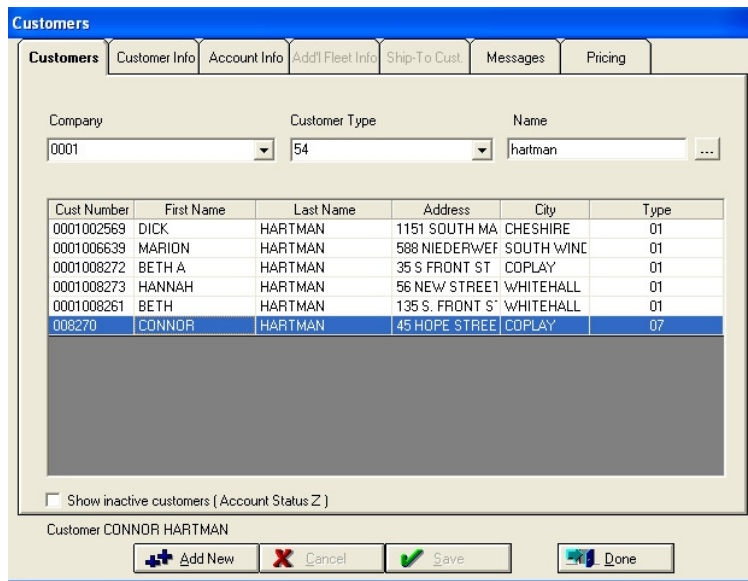 Customers
Customers Customer Info Account Info Add'l Fleet Info Ship-To Cust. Messages Pricing
Company Customer Type Name
0001 54 hartman ...
Cust Number First Name Last Name Address City Type
0001002569 DICK HARTMAN 1151 SOUTH MA CHESHIRE 01
0001006639 MARION HARTMAN 588 NIEDERWEF SOUTH WIND 01
0001008272 BETH A HARTMAN 35 S FRONT ST COPLAY 01
0001008273 HANNAH HARTMAN 56 NEW STREET WHITEHALL 01
0001008261 BETH HARTMAN 135 S. FRONT S WHITEHALL 01
008270 CONNOR HARTMAN 45 HOPE STREE COPLAY 07
Show inactive customers ( Account Status Z )
Customer CONNOR HARTMAN
Add New Cancel Save Done